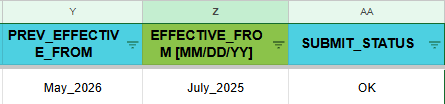 Y
Z
AA
PREV_EFFECTIV
E_FROM
EFFECTIVE_FRO
M [MM/DD/YY]
SUBMIT_STATUS
May_2026
July_2025
OK